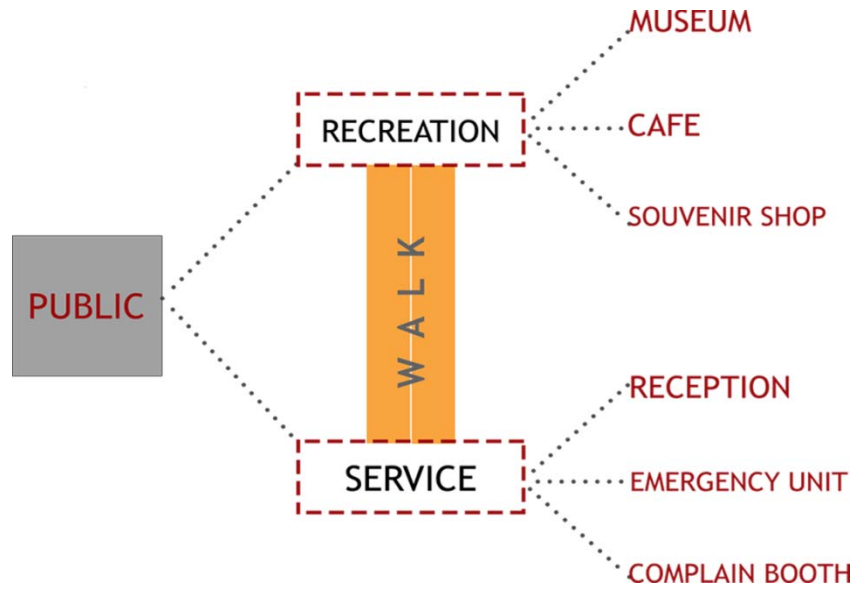 MUSEUM
RECREATION
CAFE
SOUVENIR SHOP
PUBLIC
WALK
RECEPTION
SERVICE
EMERGENCY UNIT
COMPLAIN BOOTH